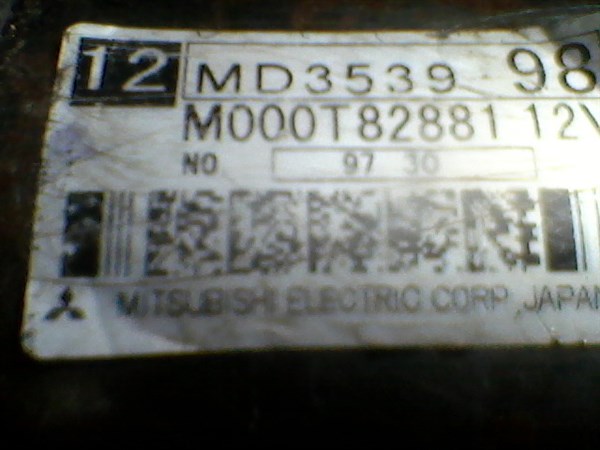 12 MD3539 98
M000T82881 12V
NO 97 30
MITSUBISHI ELECTRIC CORP. JAPAN